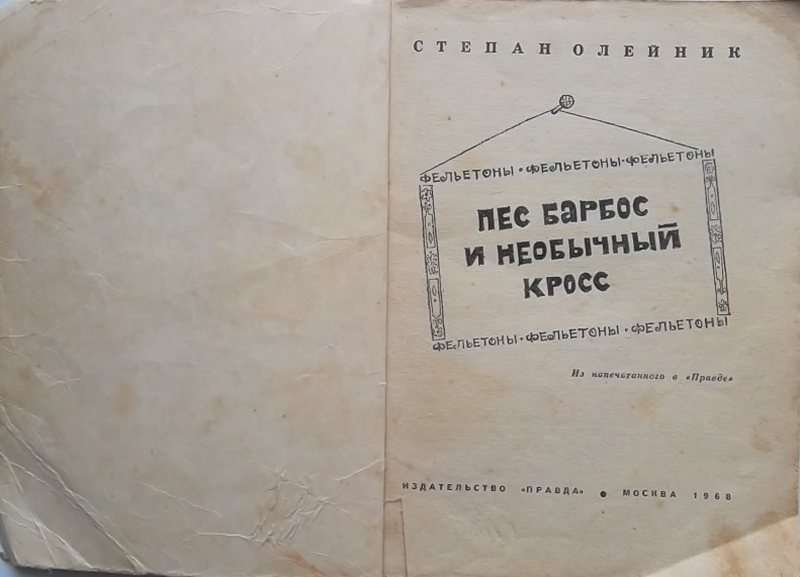 СТЕПАН ОЛЕЙНИК
ФЕЛЬЕТОНЫ • ФЕЛЬЕТОНЫ • ФЕЛЬЕТОНЫ
ПЕС БАРБОС
И НЕОБЫЧНЫЙ
КРОСС
ФЕЛЬЕТОНЫ • ФЕЛЬЕТОНЫ • ФЕЛЬЕТОНЫ
Из напечатанного в «Правде»
ИЗДАТЕЛЬСТВО «ПРАВДА» • МОСКВА 1968